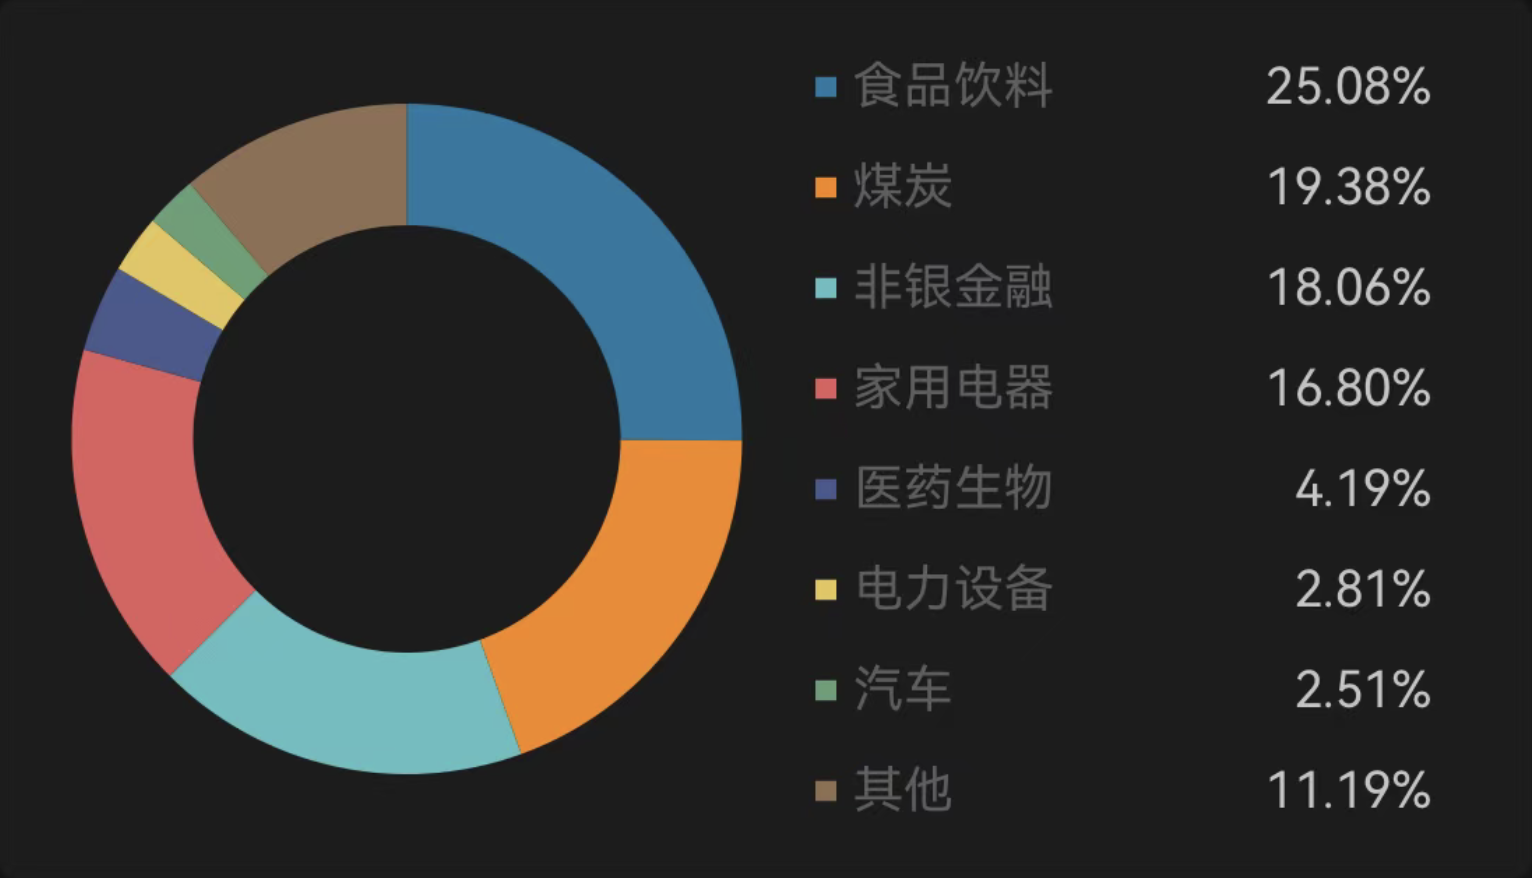 食品饮料 25.08%
煤炭 19.38%
非银金融 18.06%
家用电器 16.80%
医药生物 4.19%
电力设备 2.81%
汽车 2.51%
其他 11.19%